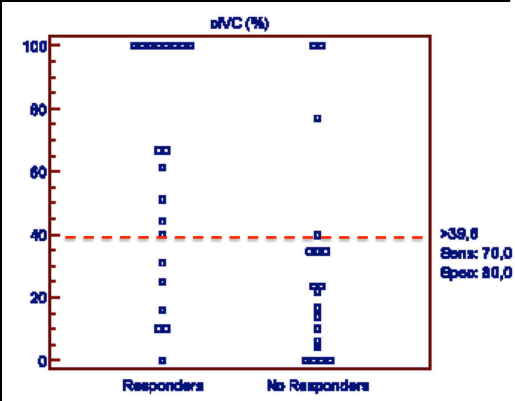 cIVC (%)
100
80
60
40
20
0
>39,6
Sens: 70,0
Spec: 80,0
Responders
No Responders